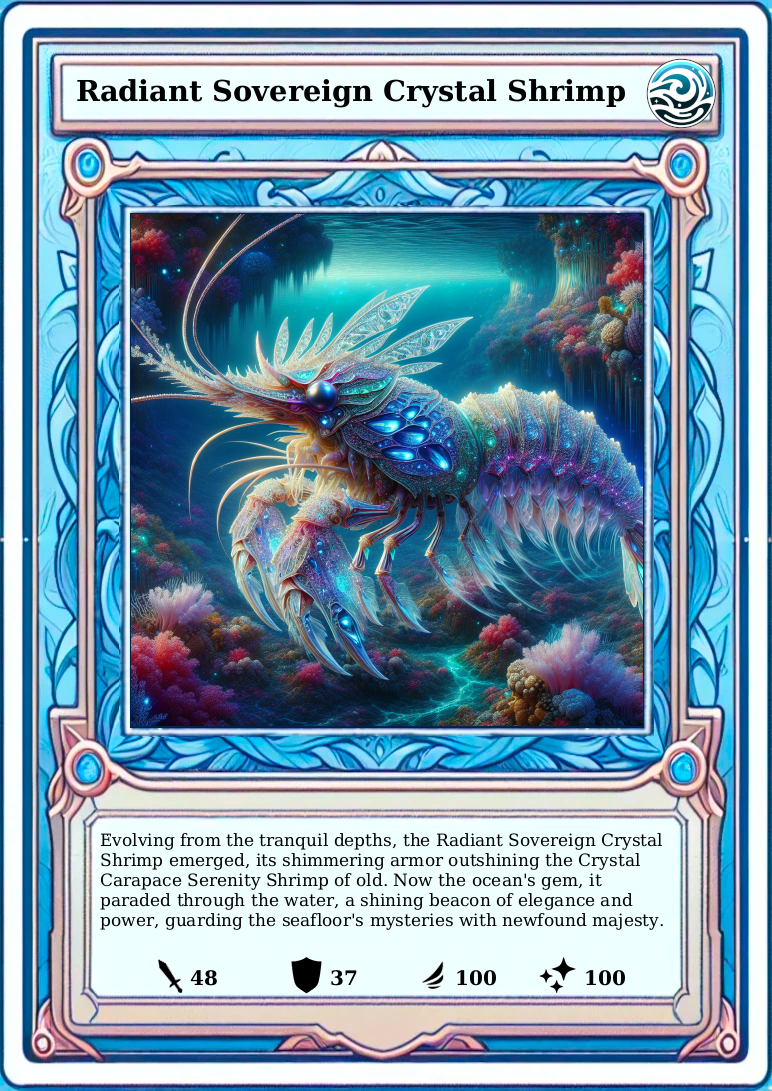 Radiant Sovereign Crystal Shrimp
Evolving from the tranquil depths, the Radiant Sovereign Crystal
Shrimp emerged, its shimmering armor outshining the Crystal
Carapace Serenity Shrimp of old. Now the ocean's gem, it
paraded through the water, a shining beacon of elegance and
power, guarding the seafloor's mysteries with newfound majesty.
48 37 100 100